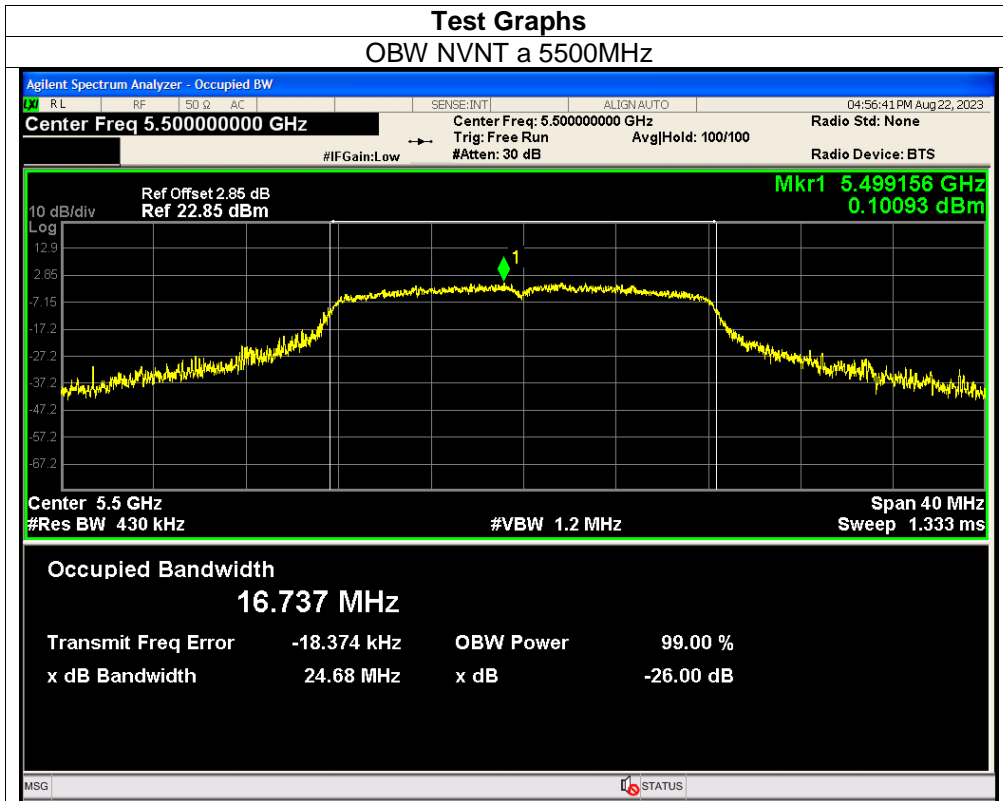 Test Graphs
OBW NVNT a 5500MHz
Agilent Spectrum Analyzer - Occupied BW
LXI RL RF 50 Ω AC SENSE:INT ALIGN AUTO 04:56:41 PM Aug 22, 2023
Center Freq 5.500000000 GHz Center Freq: 5.500000000 GHz Radio Std: None
Trig: Free Run Avg|Hold: 100/100
#IFGain:Low #Atten: 30 dB Radio Device: BTS
Mkr1 5.499156 GHz
Ref Offset 2.85 dB
10 dB/div Ref 22.85 dBm 0.10093 dBm
Log
12.9
1
2.85
-7.15
-17.2
-27.2
-37.2
-47.2
-57.2
-67.2
Center 5.5 GHz Span 40 MHz
#Res BW 430 kHz #VBW 1.2 MHz Sweep 1.333 ms
Occupied Bandwidth
16.737 MHz
Transmit Freq Error -18.374 kHz OBW Power 99.00 %
x dB Bandwidth 24.68 MHz x dB -26.00 dB
MSG STATUS